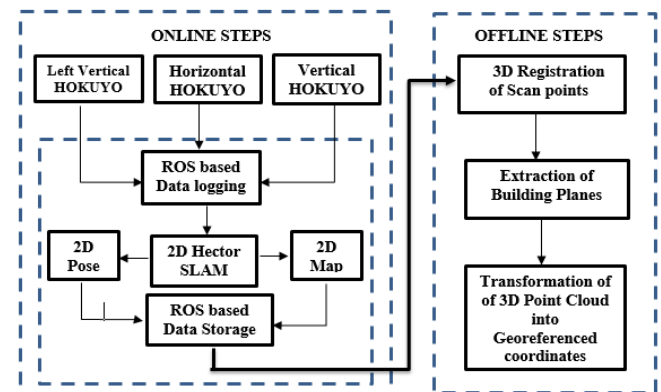 ONLINE STEPS
Left Vertical
HOKUYO
Horizontal
HOKUYO
Vertical
HOKUYO
ROS based
Data logging
2D
Pose
2D Hector
SLAM
2D
Map
ROS based
Data Storage
OFFLINE STEPS
3D Registration
of Scan points
Extraction of
Building Planes
Transformation of
of 3D Point Cloud
into
Georeferenced
coordinates